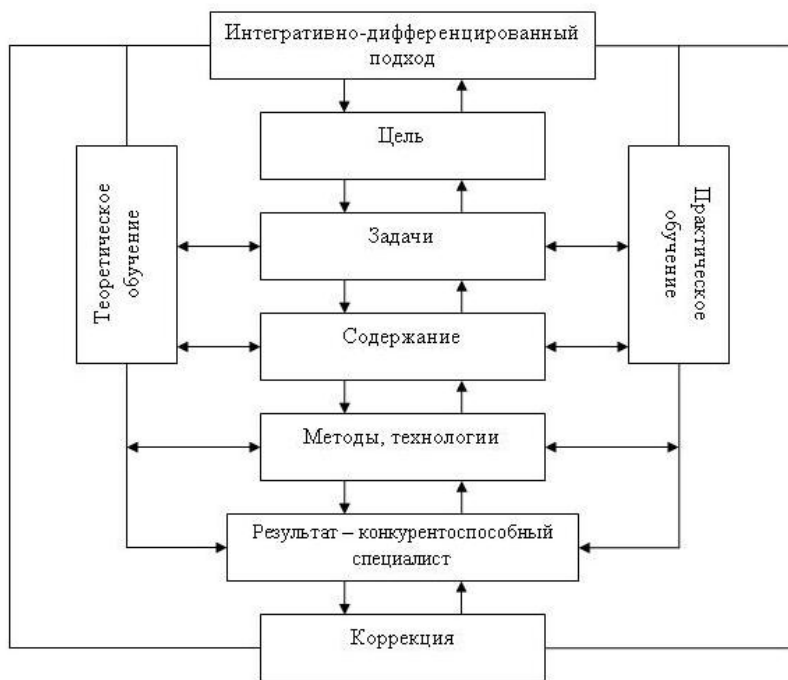 Интегративно-дифференцированный
подход
Цель
Теоретическое
обучение
Задачи
Практическое
обучение
Содержание
Методы, технологии
Результат – конкурентоспособный
специалист
Коррекция